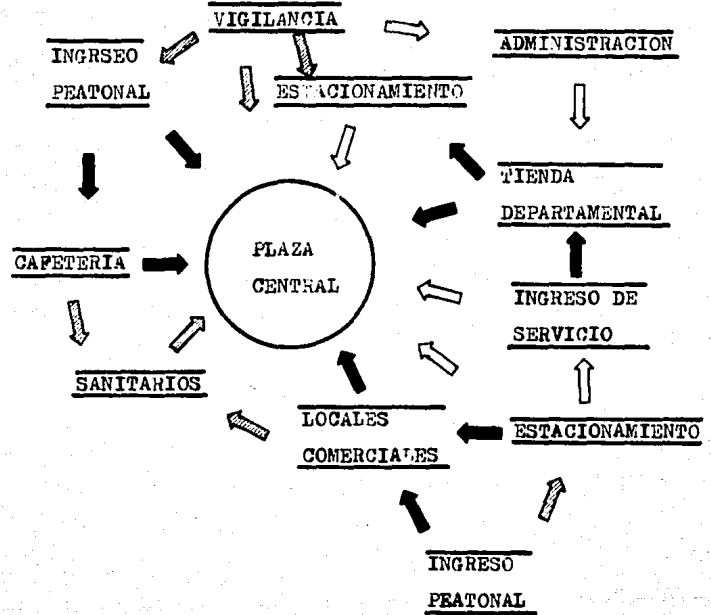 VIGILANCIA
INGRSEO
PEATONAL
ADMINISTRACION
ESTACIONAMIENTO
TIENDA
DEPARTAMENTAL
PLAZA
CENTRAL
CAFETERIA
INGRESO DE
SERVICIO
SANITARIOS
LOCALES
COMERCIALES
ESTACIONAMIENTO
INGRESO
PEATONAL